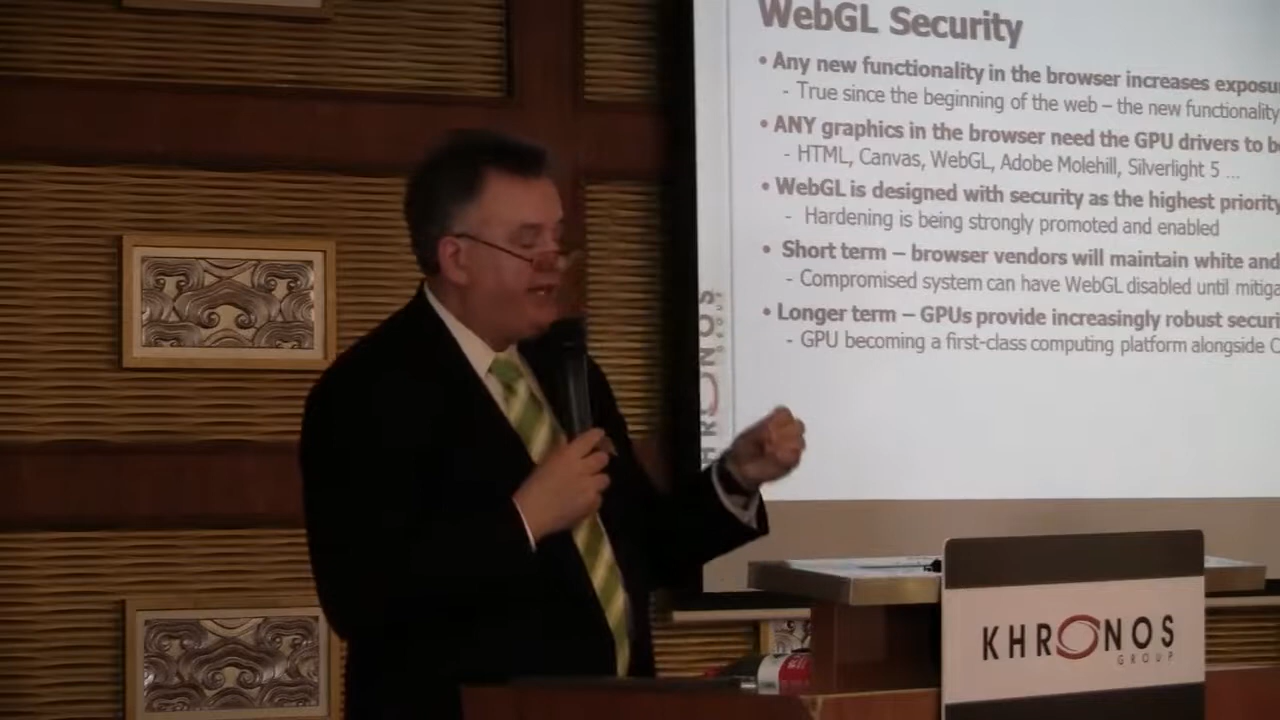 WebGL Security
• Any new functionality in the browser increases
- True since the beginning of the web – the new functionality
• ANY graphics in the browser need the GPU drivers to
- HTML, Canvas, WebGL, Adobe Molehill, Silverlight 5 ...
• WebGL is designed with security as the highest priority
- Hardening is being strongly promoted and enabled
• Short term – browser vendors will maintain white and
- Compromised system can have WebGL disabled until
• Longer term – GPUs provide increasingly robust
- GPU becoming a first-class computing platform alongside
KHRONOS
GROUP